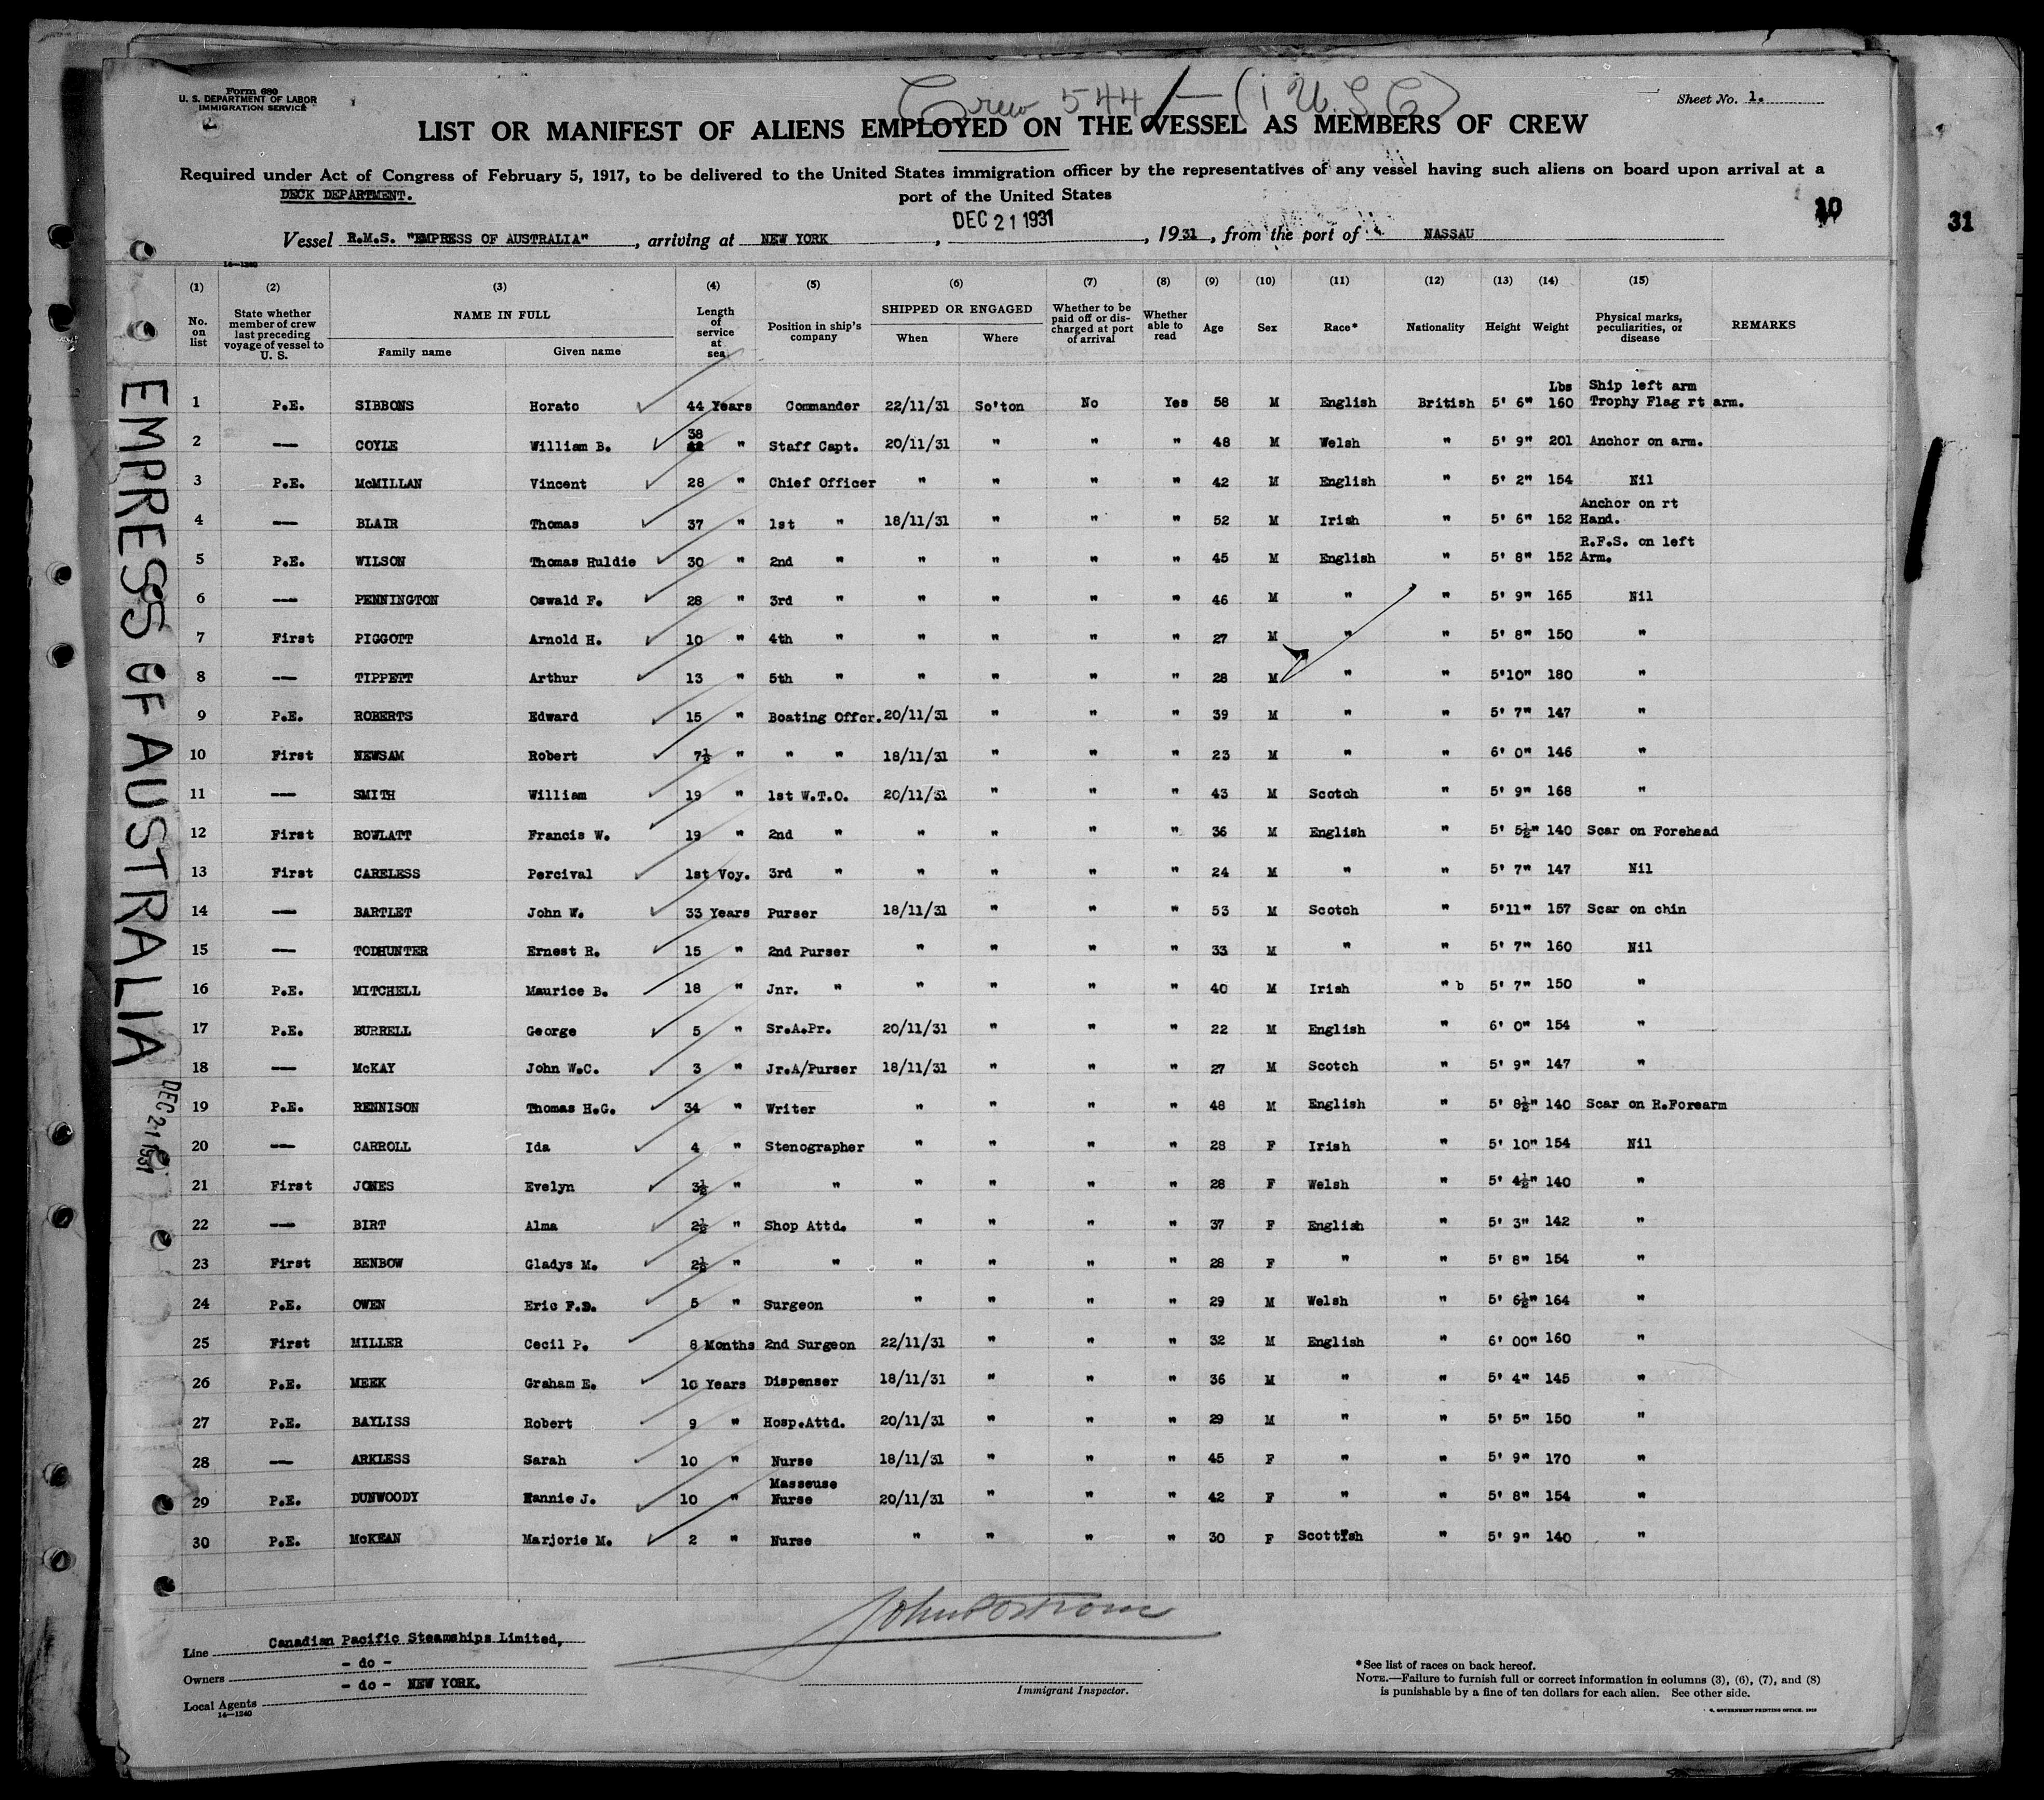 Form 680
U. S. DEPARTMENT OF LABOR
IMMIGRATION SERVICE
Crew 544 - (1 U S C)
Sheet No. 1.
LIST OR MANIFEST OF ALIENS EMPLOYED ON THE VESSEL AS MEMBERS OF CREW
Required under Act of Congress of February 5, 1917, to be delivered to the United States immigration officer by the representatives of any vessel having such aliens on board upon arrival at a
DECK DEPARTMENT. port of the United States
10
31
DEC 21 1931
Vessel R.M.S. "EMPRESS OF AUSTRALIA", arriving at NEW YORK, , 1931, from the port of NASSAU
14—1240
(1) (2) (3) (4) (5) (6) (7) (8) (9) (10) (11) (12) (13) (14) (15)
No. on list | State whether member of crew last preceding voyage of vessel to U. S. | NAME IN FULL Family name Given name | Length of service at sea | Position in ship's company | SHIPPED OR ENGAGED When Where | Whether to be paid off or discharged at port of arrival | Whether able to read | Age | Sex | Race* | Nationality | Height | Weight | Physical marks, peculiarities, or disease | REMARKS
1 P.E. SIBBONS Horato 44 Years Commander 22/11/31 So'ton No Yes 58 M English British 5' 6" Lbs 160 Ship left arm Trophy Flag rt arm.
2 — COYLE William B. 38 " Staff Capt. 20/11/31 " " " 48 M Welsh " 5' 9" 201 Anchor on arm.
3 P.E. McMILLAN Vincent 28 " Chief Officer " " " " 42 M English " 5' 2" 154 Nil
4 — BLAIR Thomas 37 " 1st " 18/11/31 " " " 52 M Irish " 5' 6" 152 Anchor on rt Hand.
5 P.E. WILSON Thomas Huldie 30 " 2nd " " " " " 45 M English " 5' 8" 152 R.F.S. on left Arm.
6 — PENNINGTON Oswald F. 28 " 3rd " " " " " 46 M " " 5' 9" 165 Nil
7 First PIGGOTT Arnold H. 10 " 4th " " " " " 27 M " " 5' 8" 150 "
8 — TIPPETT Arthur 13 " 5th " " " " " 28 M " " 5'10" 180 "
9 P.E. ROBERTS Edward 15 " Boating Offcr. 20/11/31 " " " 39 M " " 5' 7" 147 "
10 First NEWSAM Robert 7½ " " " 18/11/31 " " " 23 M " " 6' 0" 146 "
11 — SMITH William 19 " 1st W.T.O. 20/11/31 " " " 43 M Scotch " 5' 9" 168 "
12 First ROWLATT Francis W. 19 " 2nd " " " " " 36 M English " 5' 5½" 140 Scar on Forehead
13 First CARELESS Percival 1st Voy. 3rd " " " " " 24 M " " 5' 7" 147 Nil
14 — BARTLET John W. 33 Years Purser 18/11/31 " " " 53 M Scotch " 5'11" 157 Scar on chin
15 — TODHUNTER Ernest R. 15 " 2nd Purser " " " " 33 M " " 5' 7" 160 Nil
16 P.E. MITCHELL Maurice B. 18 " Jnr. " " " " " 40 M Irish " b 5' 7" 150 "
17 P.E. BURRELL George 5 " Sr.A.Pr. 20/11/31 " " " 22 M English " 6' 0" 154 "
18 — McKAY John W.C. 3 " Jr.A/Purser 18/11/31 " " " 27 M Scotch " 5' 9" 147 "
19 P.E. RENNISON Thomas H.G. 34 " Writer " " " " 48 M English " 5' 8½" 140 Scar on R.Forearm
20 — CARROLL Ida 4 " Stenographer " " " " 28 F Irish " 5' 10" 154 Nil
21 First JONES Evelyn 3½ " " " " " " 28 F Welsh " 5' 4½" 140 "
22 — BIRT Alma 2½ " Shop Attd. " " " " 37 F English " 5' 3" 142 "
23 First BENBOW Gladys M. 2½ " " " " " " 28 F " " 5' 8" 154 "
24 P.E. OWEN Eric F.D. 5 " Surgeon " " " " 29 M Welsh " 5' 6½" 164 "
25 First MILLER Cecil P. 8 Months 2nd Surgeon 22/11/31 " " " 32 M English " 6' 00" 160 "
26 P.E. MEEK Graham E. 10 Years Dispenser 18/11/31 " " " 36 M " " 5' 4" 145 "
27 P.E. BAYLISS Robert 9 " Hosp.Attd. 20/11/31 " " " 29 M " " 5' 5" 150 "
28 — ARKLESS Sarah 10 " Nurse 18/11/31 " " " 45 F " " 5' 9" 170 "
29 P.E. DUNWOODY Nannie J. 10 " Masseuse Nurse 20/11/31 " " " 42 F " " 5' 8" 154 "
30 P.E. McKEAN Marjorie M. 2 " Nurse " " " " 30 F Scottish " 5' 9" 140 "
EMPRESS OF AUSTRALIA
DEC 21 1931
Line Canadian Pacific Steamships Limited,
Owners - do -
Local Agents - do - NEW YORK.
14—1240
Immigrant Inspector.
*See list of races on back hereof.
NOTE.—Failure to furnish full or correct information in columns (3), (6), (7), and (8)
is punishable by a fine of ten dollars for each alien. See other side.
GOVERNMENT PRINTING OFFICE